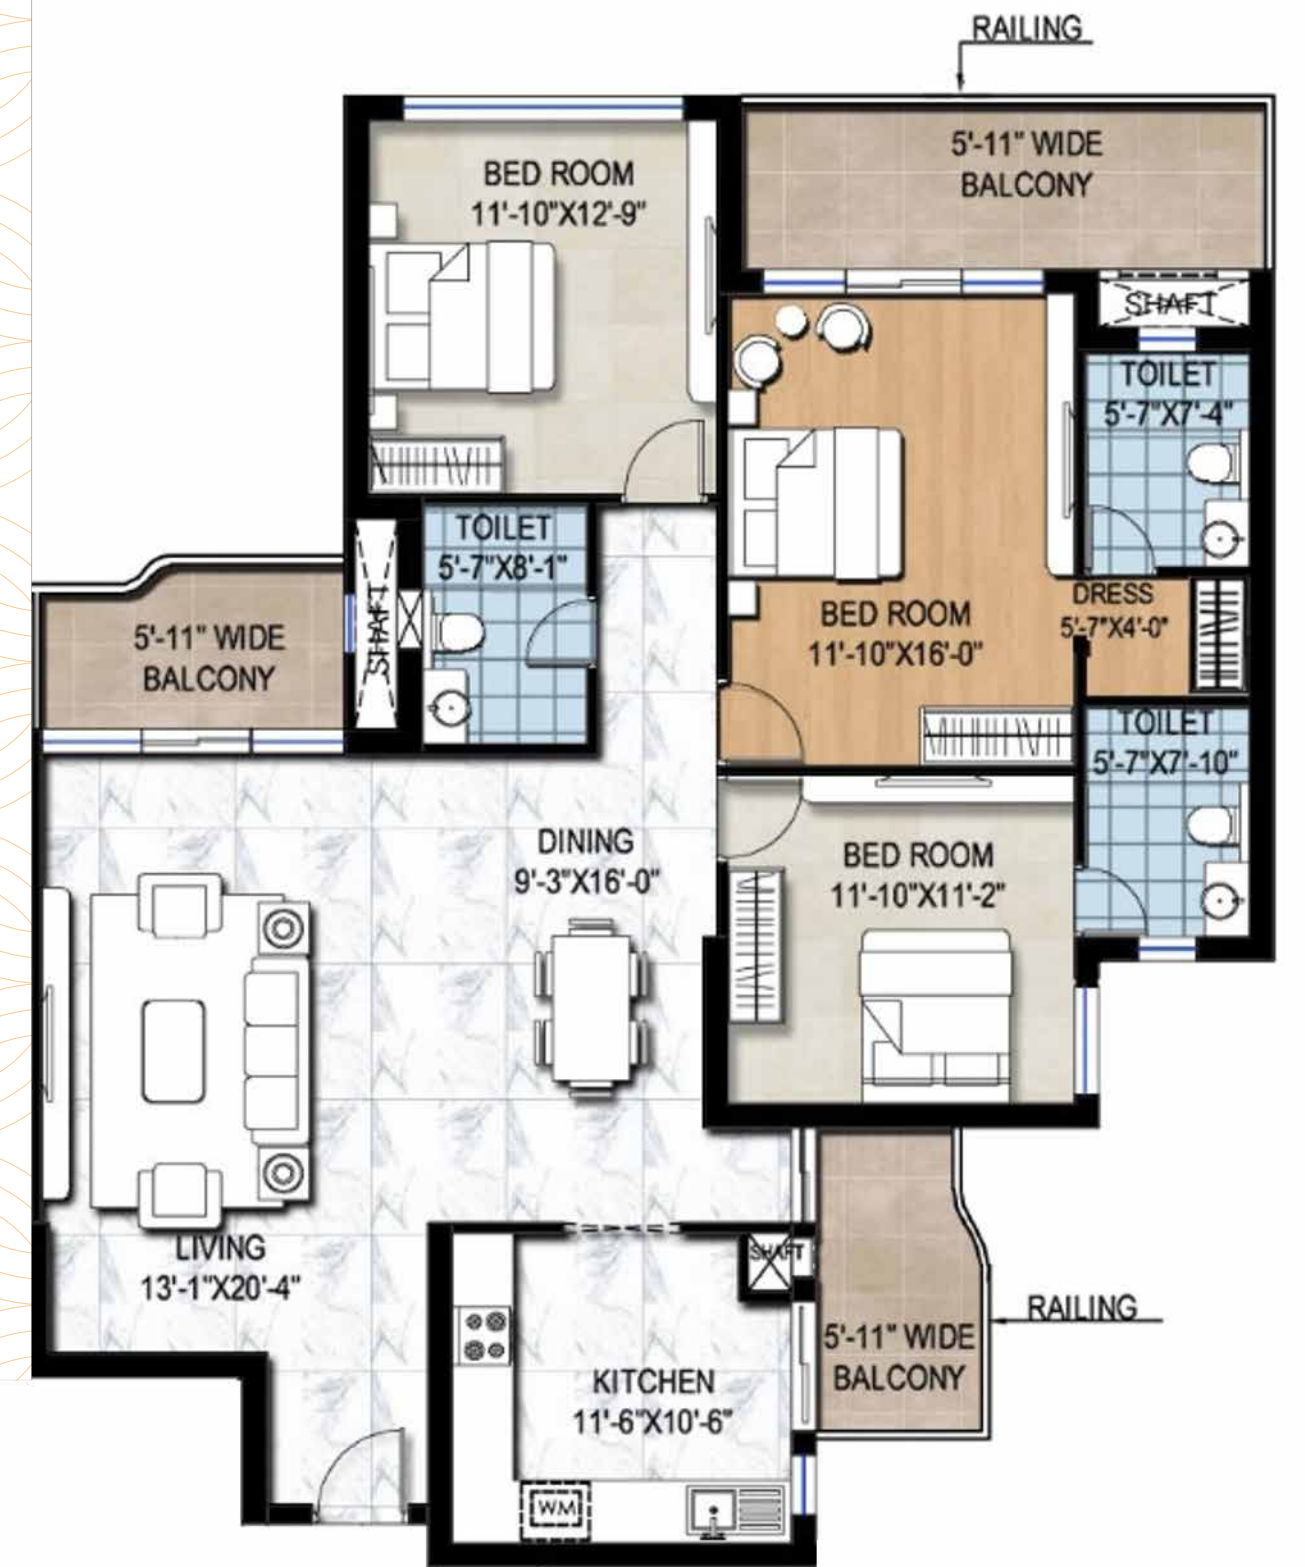 RAILING
5'-11" WIDE
BALCONY
BED ROOM
11'-10"X12'-9"
SHAFT
TOILET
5'-7"X7'-4"
TOILET
5'-7"X8'-1"
SHAFT
5'-11" WIDE
BALCONY
DRESS
5'-7"X4'-0"
BED ROOM
11'-10"X16'-0"
TOILET
5'-7"X7'-10"
DINING
9'-3"X16'-0"
BED ROOM
11'-10"X11'-2"
LIVING
13'-1"X20'-4"
SHAFT
RAILING
5'-11" WIDE
BALCONY
KITCHEN
11'-6"X10'-6"
WM